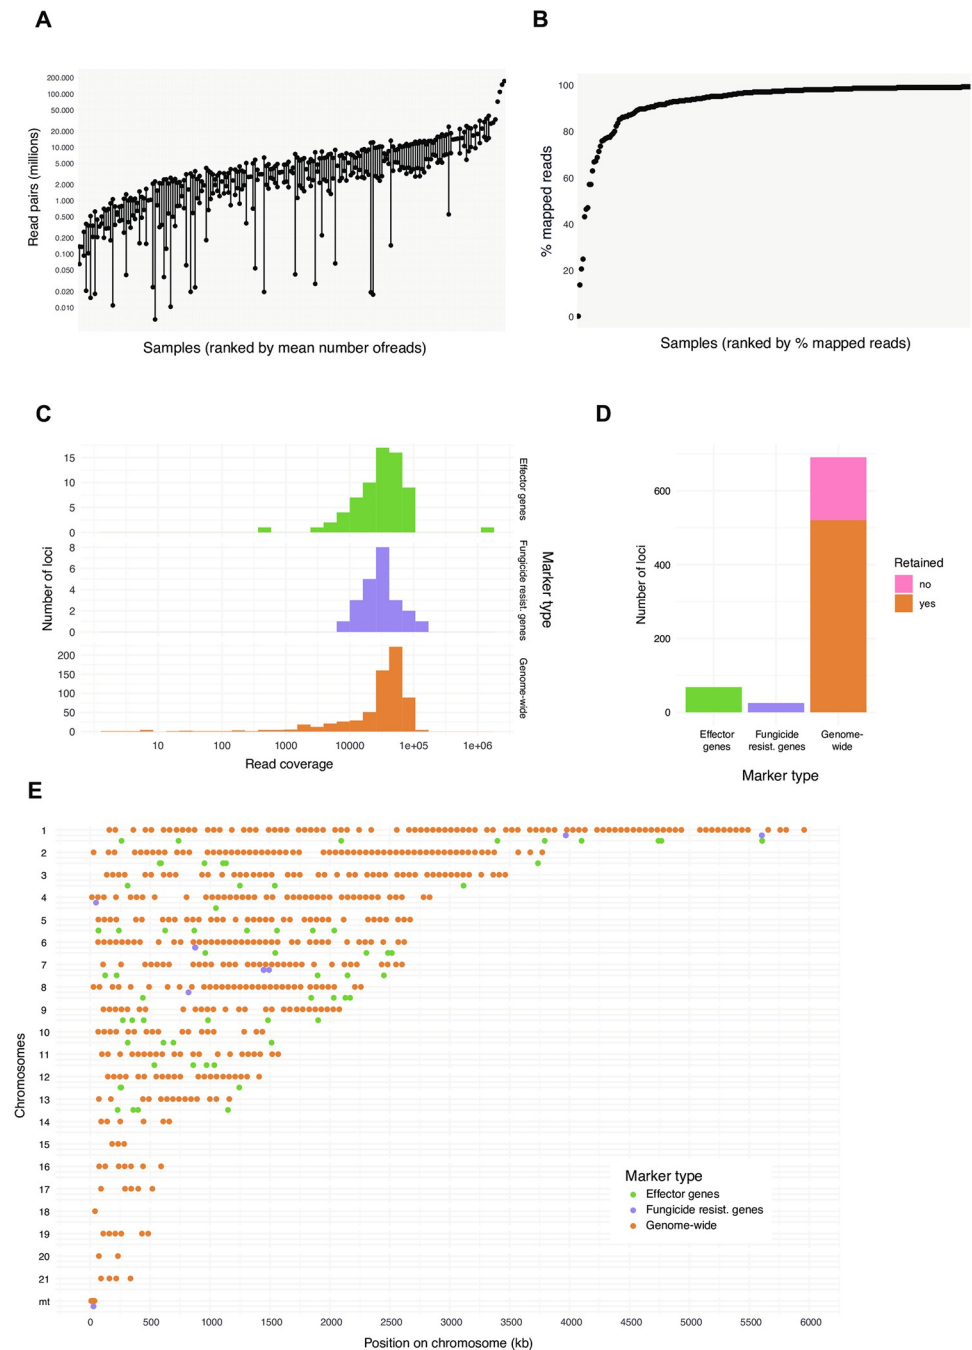 A
B
Read pairs (millions)
200.000
100.000
50.000
20.000
10.000
5.000
2.000
1.000
0.500
0.200
0.100
0.050
0.020
0.010
Samples (ranked by mean number ofreads)
% mapped reads
100
80
60
40
20
0
Samples (ranked by % mapped reads)
C
D
Number of loci
15
10
5
0
Effector genes
8
6
4
2
0
Fungicide resist. genes
200
150
100
50
0
Genome-wide
Marker type
10 100 1000 10000 1e+05 1e+06
Read coverage
Number of loci
600
400
200
0
Effector genes
Fungicide resist. genes
Genome-wide
Marker type
Retained
no
yes
E
Chromosomes
1
2
3
4
5
6
7
8
9
10
11
12
13
14
15
16
17
18
19
20
21
mt
Marker type
Effector genes
Fungicide resist. genes
Genome-wide
0 500 1000 1500 2000 2500 3000 3500 4000 4500 5000 5500 6000
Position on chromosome (kb)